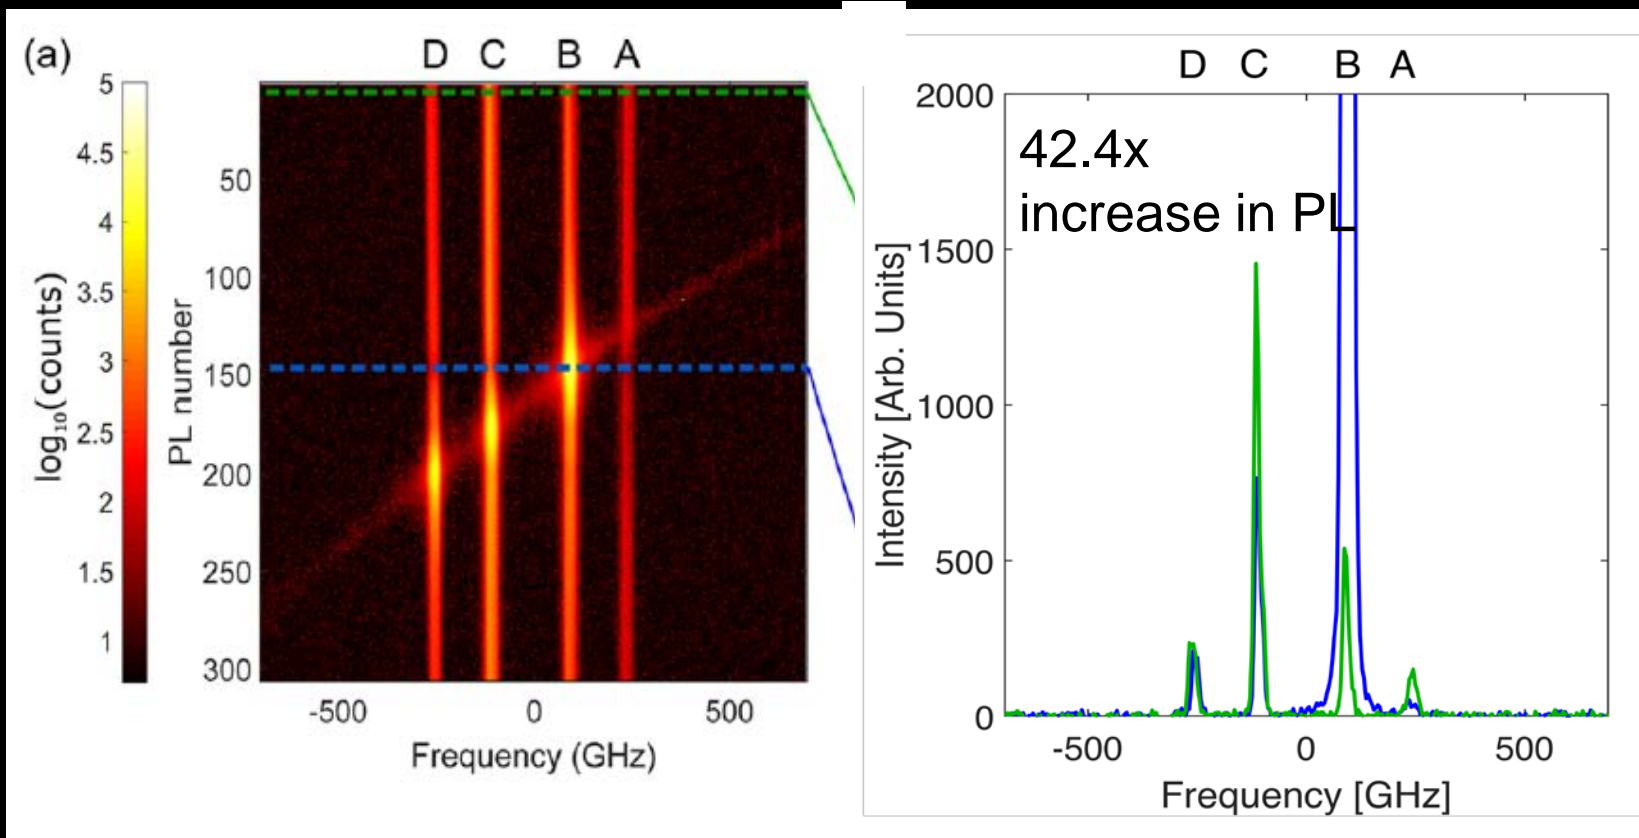 (a)
D C B A
5
4.5
4
3.5
3
2.5
2
1.5
1
log₁₀(counts)
PL number
50
100
150
200
250
300
-500 0 500
Frequency (GHz)
D C B A
42.4x
increase in PL
2000
1500
1000
500
0
Intensity [Arb. Units]
-500 0 500
Frequency [GHz]